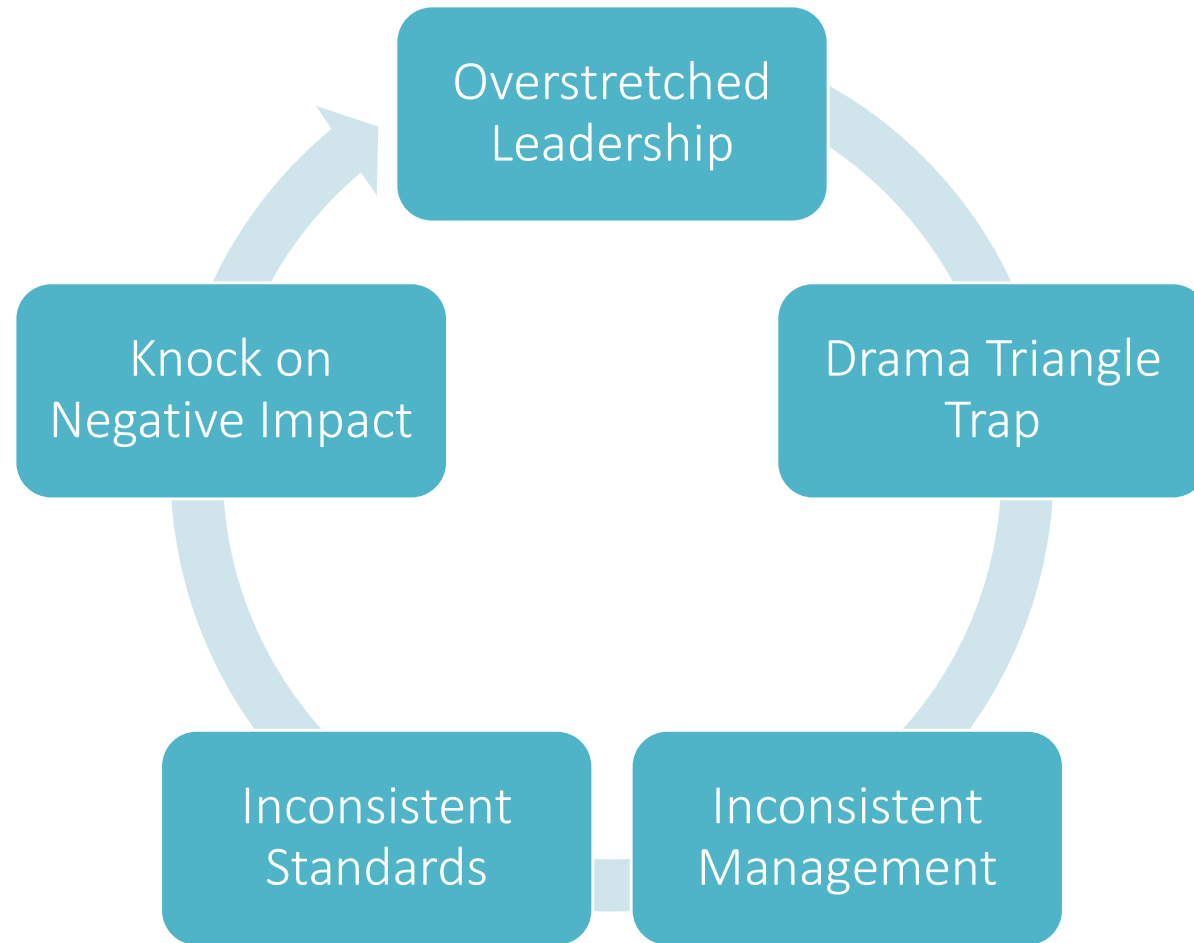 Overstretched
Leadership
Drama Triangle
Trap
Inconsistent
Management
Inconsistent
Standards
Knock on
Negative Impact